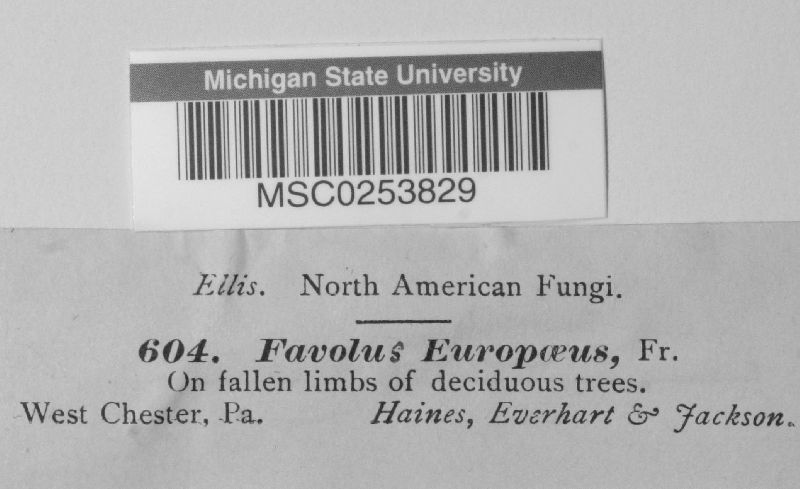 Michigan State University
MSC0253829
Ellis. North American Fungi.
604. Favolus Europæus, Fr.
On fallen limbs of deciduous trees.
West Chester, Pa. Haines, Everhart & Jackson.